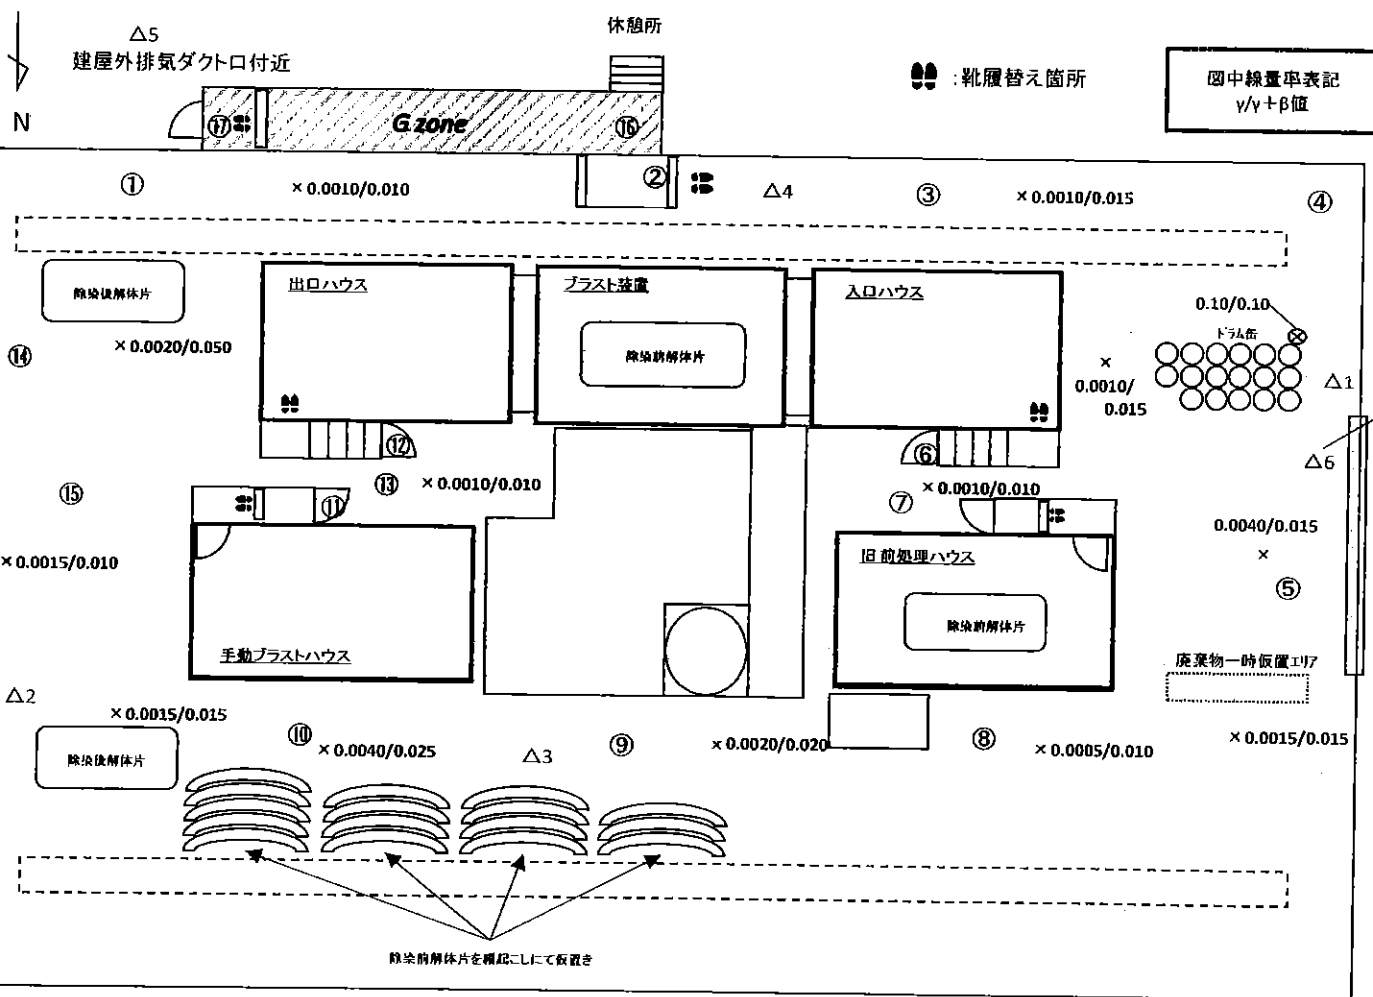 △5
建屋外排気ダクト口付近
休憩所
:靴履替え箇所
図中線量率表記
γ/γ+β値
N
⑰
G zone
⑯
①
×0.0010/0.010
②
△4
③
×0.0010/0.015
④
除染後解体片
出口ハウス
ブラスト装置
入口ハウス
除染前解体片
0.10/0.10
ドラム缶
⑭
×0.0020/0.050
×
0.0010/
0.015
△1
⑫
⑥
△6
⑮
⑬
×0.0010/0.010
⑪
⑦
×0.0010/0.010
0.0040/0.015
×
⑤
×0.0015/0.010
旧前処理ハウス
除染前解体片
手動ブラストハウス
廃棄物一時仮置エリア
△2
×0.0015/0.015
⑩
×0.0040/0.025
△3
⑨
×0.0020/0.020
⑧
×0.0005/0.010
×0.0015/0.015
除染後解体片
除染前解体片を横起こしにて仮置き